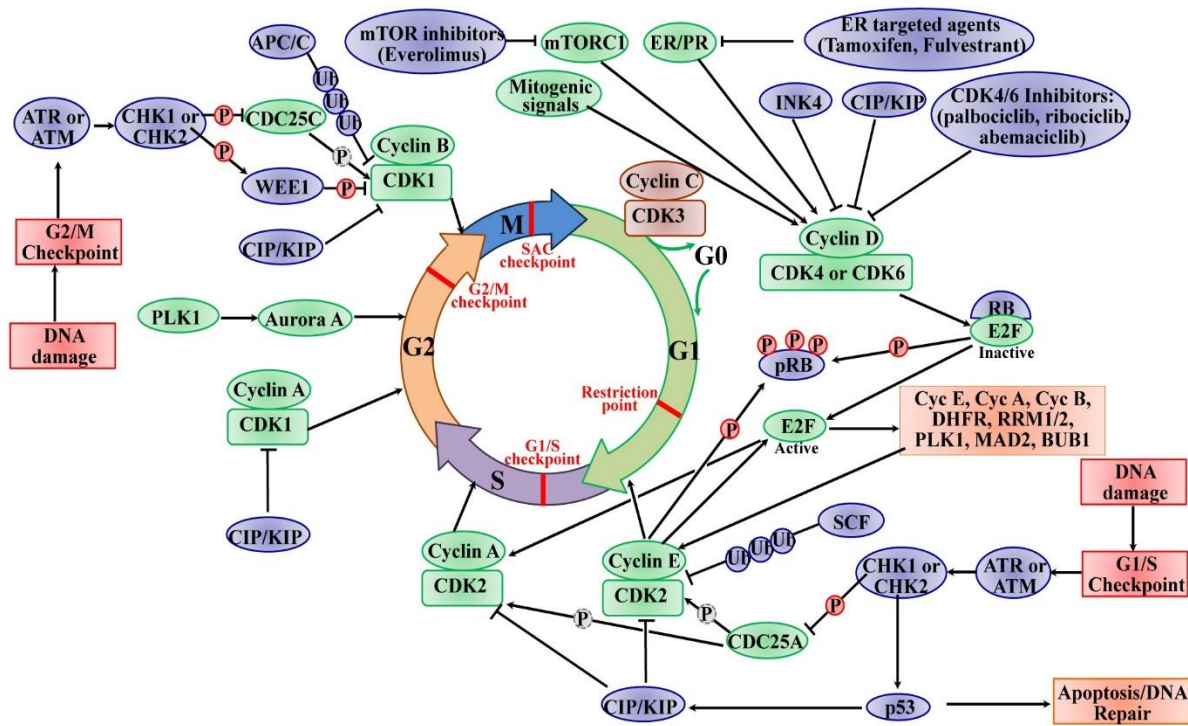 APC/C
Ub
Ub
Ub
mTOR inhibitors
(Everolimus)
mTORC1
ER/PR
ER targeted agents
(Tamoxifen, Fulvestrant)
Mitogenic
signals
INK4
CIP/KIP
CDK4/6 Inhibitors:
(palbociclib, ribociclib,
abemaciclib)
ATR or
ATM
CHK1 or
CHK2
P
P
CDC25C
P
WEE1
P
Cyclin B
CDK1
CIP/KIP
G2/M
Checkpoint
DNA
damage
PLK1
Aurora A
Cyclin A
CDK1
CIP/KIP
Cyclin C
CDK3
G0
M
SAC
checkpoint
G2/M
checkpoint
G2
G1
Restriction
point
G1/S
checkpoint
S
Cyclin D
CDK4 or CDK6
RB
E2F
Inactive
P
P P P
pRB
P
E2F
Active
Cyc E, Cyc A, Cyc B,
DHFR, RRM1/2,
PLK1, MAD2, BUB1
DNA
damage
G1/S
Checkpoint
ATR or
ATM
CHK1 or
CHK2
SCF
Ub
Ub
Ub
Cyclin A
CDK2
Cyclin E
CDK2
P
P
P
CDC25A
CIP/KIP
p53
Apoptosis/DNA
Repair